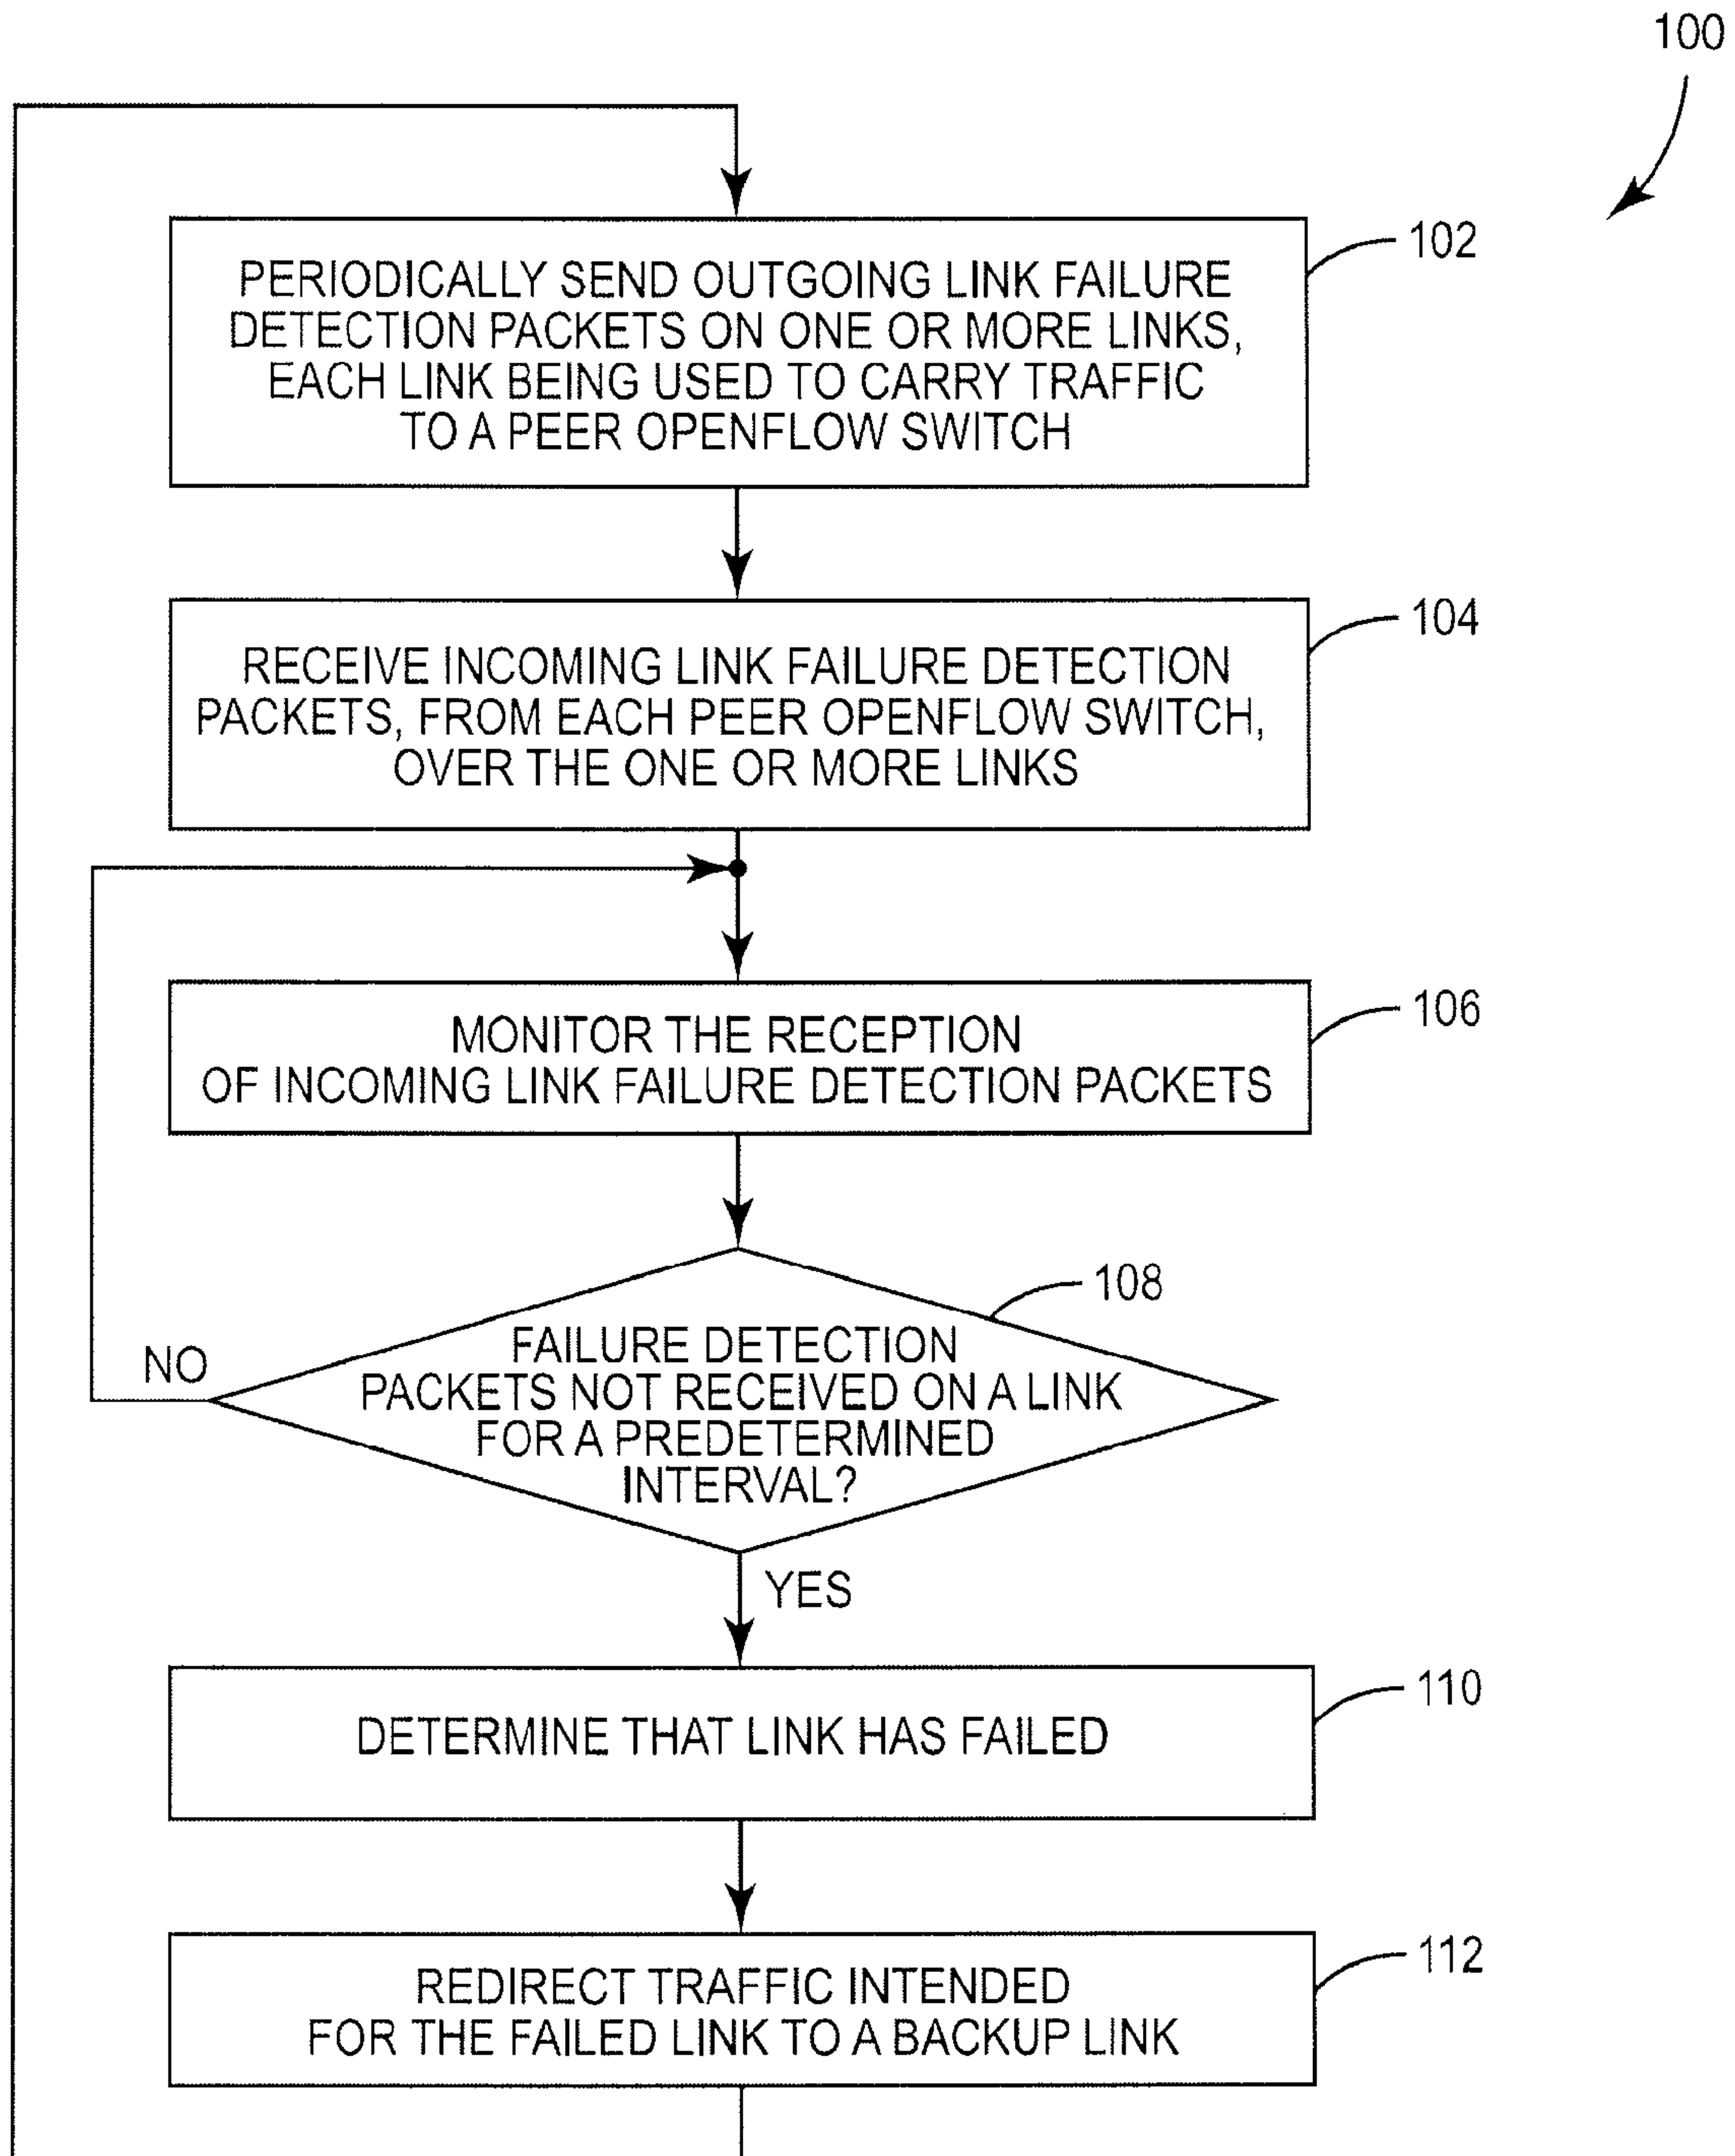 100
102
PERIODICALLY SEND OUTGOING LINK FAILURE
DETECTION PACKETS ON ONE OR MORE LINKS,
EACH LINK BEING USED TO CARRY TRAFFIC
TO A PEER OPENFLOW SWITCH
104
RECEIVE INCOMING LINK FAILURE DETECTION
PACKETS, FROM EACH PEER OPENFLOW SWITCH,
OVER THE ONE OR MORE LINKS
106
MONITOR THE RECEPTION
OF INCOMING LINK FAILURE DETECTION PACKETS
108
FAILURE DETECTION
PACKETS NOT RECEIVED ON A LINK
FOR A PREDETERMINED
INTERVAL?
NO
YES
110
DETERMINE THAT LINK HAS FAILED
112
REDIRECT TRAFFIC INTENDED
FOR THE FAILED LINK TO A BACKUP LINK